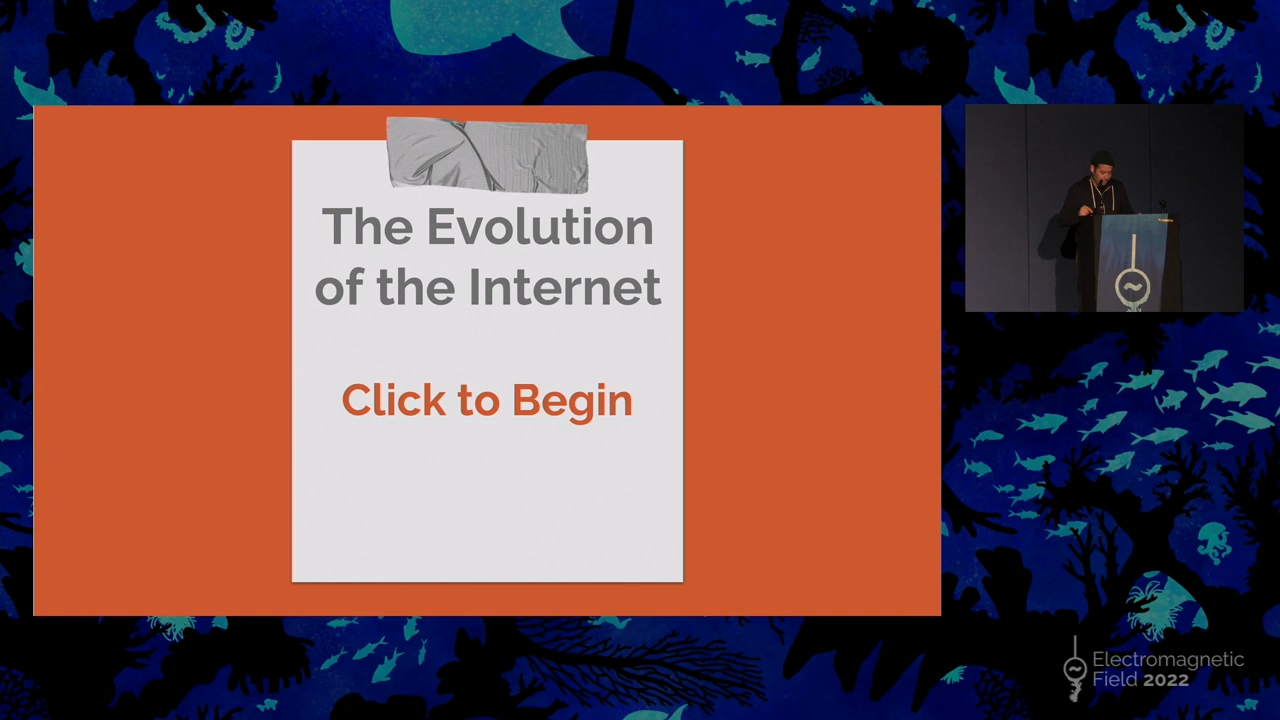 The Evolution
of the Internet
Click to Begin
Electromagnetic
Field 2022